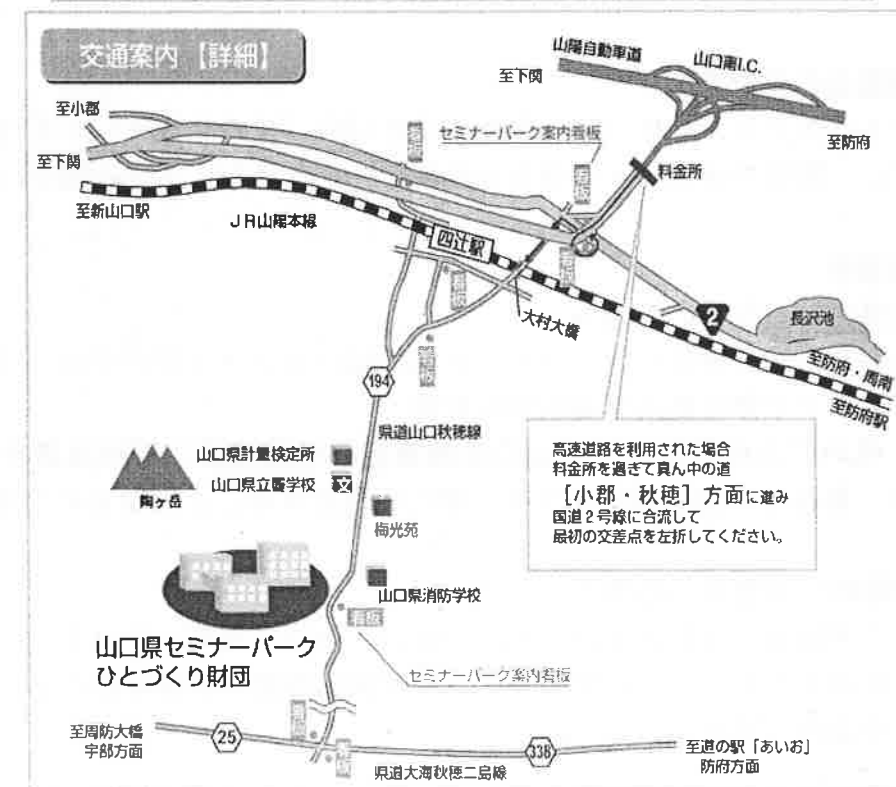 交通案内【詳細】
山陽自動車道
山口南I.C.
至下関
至防府
至小郡
至下関
セミナーパーク案内看板
看板
看板
料金所
至新山口駅
JR山陽本線
四辻駅
看板
看板
大村大橋
2
長沢池
至防府・周南
至防府駅
看板
194
県道山口秋穂線
高速道路を利用された場合
料金所を過ぎて真ん中の道
[小郡・秋穂]方面に進み
国道2号線に合流して
最初の交差点を左折してください。
山口県計量検定所
山口県立聾学校
文
陶ヶ岳
梅光苑
山口県消防学校
看板
山口県セミナーパーク
ひとづくり財団
セミナーパーク案内看板
看板
至周防大橋
宇部方面
25
看板
県道大海秋穂二島線
338
至道の駅「あいお」
防府方面